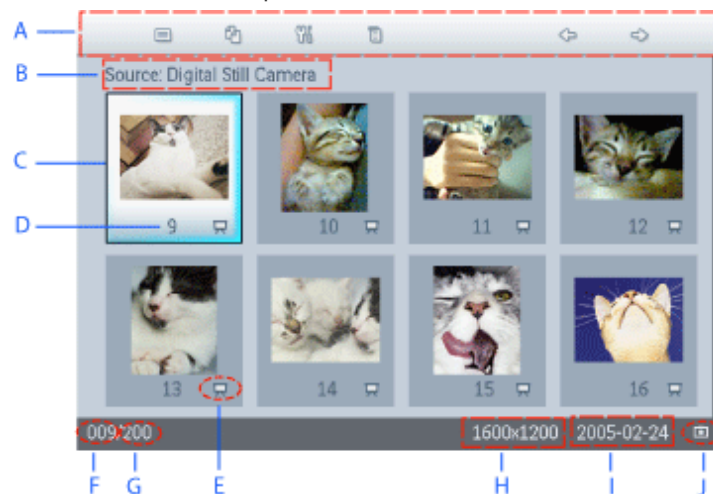 A
B
Source: Digital Still Camera
C
D
9
10
11
12
13
14
15
16
009/200
1600x1200
2005-02-24
F
G
E
H
I
J